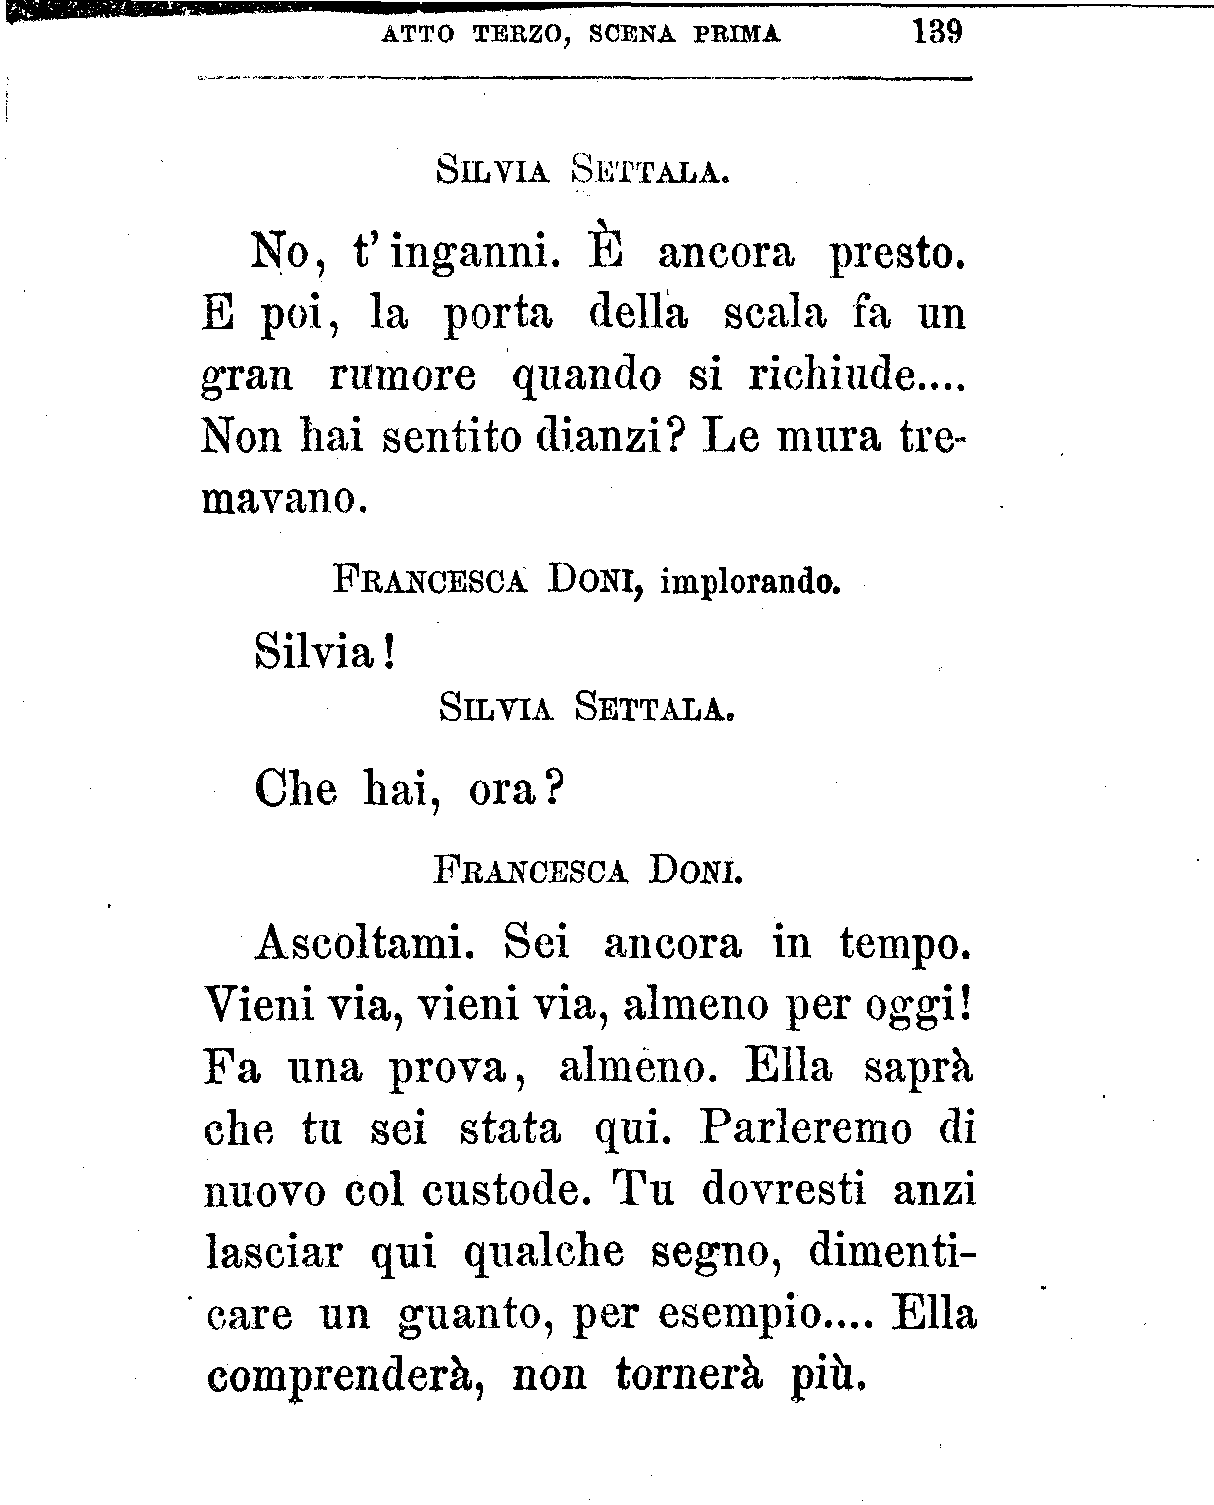 ATTO TERZO, SCENA PRIMA 139
SILVIA SETTALA.
No, t'inganni. È ancora presto.
E poi, la porta della scala fa un
gran rumore quando si richiude....
Non hai sentito dianzi? Le mura tre-
mavano.
FRANCESCA DONI, implorando.
Silvia!
SILVIA SETTALA.
Che hai, ora?
FRANCESCA DONI.
Ascoltami. Sei ancora in tempo.
Vieni via, vieni via, almeno per oggi!
Fa una prova, almeno. Ella saprà
che tu sei stata qui. Parleremo di
nuovo col custode. Tu dovresti anzi
lasciar qui qualche segno, dimenti-
care un guanto, per esempio.... Ella
comprenderà, non tornerà più.